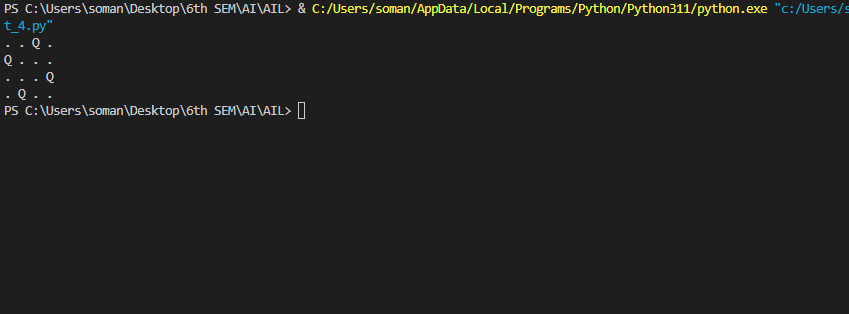 PS C:\Users\soman\Desktop\6th SEM\AI\AIL> & C:/Users/soman/AppData/Local/Programs/Python/Python311/python.exe "c:/Users/s
t_4.py"
. . Q .
Q . . .
. . . Q
. Q . .
PS C:\Users\soman\Desktop\6th SEM\AI\AIL>